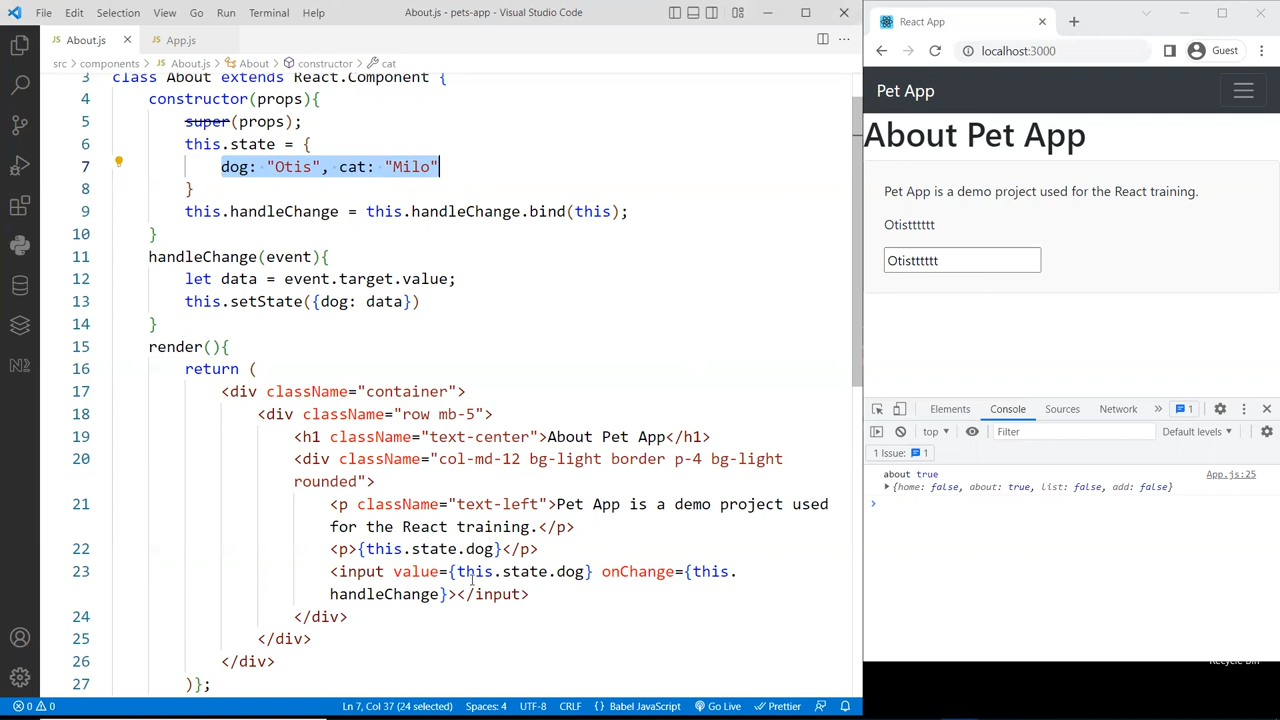 File Edit Selection View Go Run Terminal Help About.js - pets-app - Visual Studio Code
About.js App.js
src > components > About.js > About > constructor > cat
3 class About extends React.Component {
4 constructor(props){
5 super(props);
6 this.state = {
7 dog: "Otis", cat: "Milo"
8 }
9 this.handleChange = this.handleChange.bind(this);
10 }
11 handleChange(event){
12 let data = event.target.value;
13 this.setState({dog: data})
14 }
15 render(){
16 return (
17 <div className="container">
18 <div className="row mb-5">
19 <h1 className="text-center">About Pet App</h1>
20 <div className="col-md-12 bg-light border p-4 bg-light
rounded">
21 <p className="text-left">Pet App is a demo project used
for the React training.</p>
22 <p>{this.state.dog}</p>
23 <input value={this.state.dog} onChange={this.
handleChange}></input>
24 </div>
25 </div>
26 </div>
27 )};
0 0 Ln 7, Col 37 (24 selected) Spaces: 4 UTF-8 CRLF {} Babel JavaScript Go Live Prettier
React App
localhost:3000 Guest
Pet App
About Pet App
Pet App is a demo project used for the React training.
Otistttttt
Otistttttt
Elements Console Sources Network 1
top Filter Default levels
1 Issue: 1
about true App.js:25
{home: false, about: true, list: false, add: false}
Recycle Bin